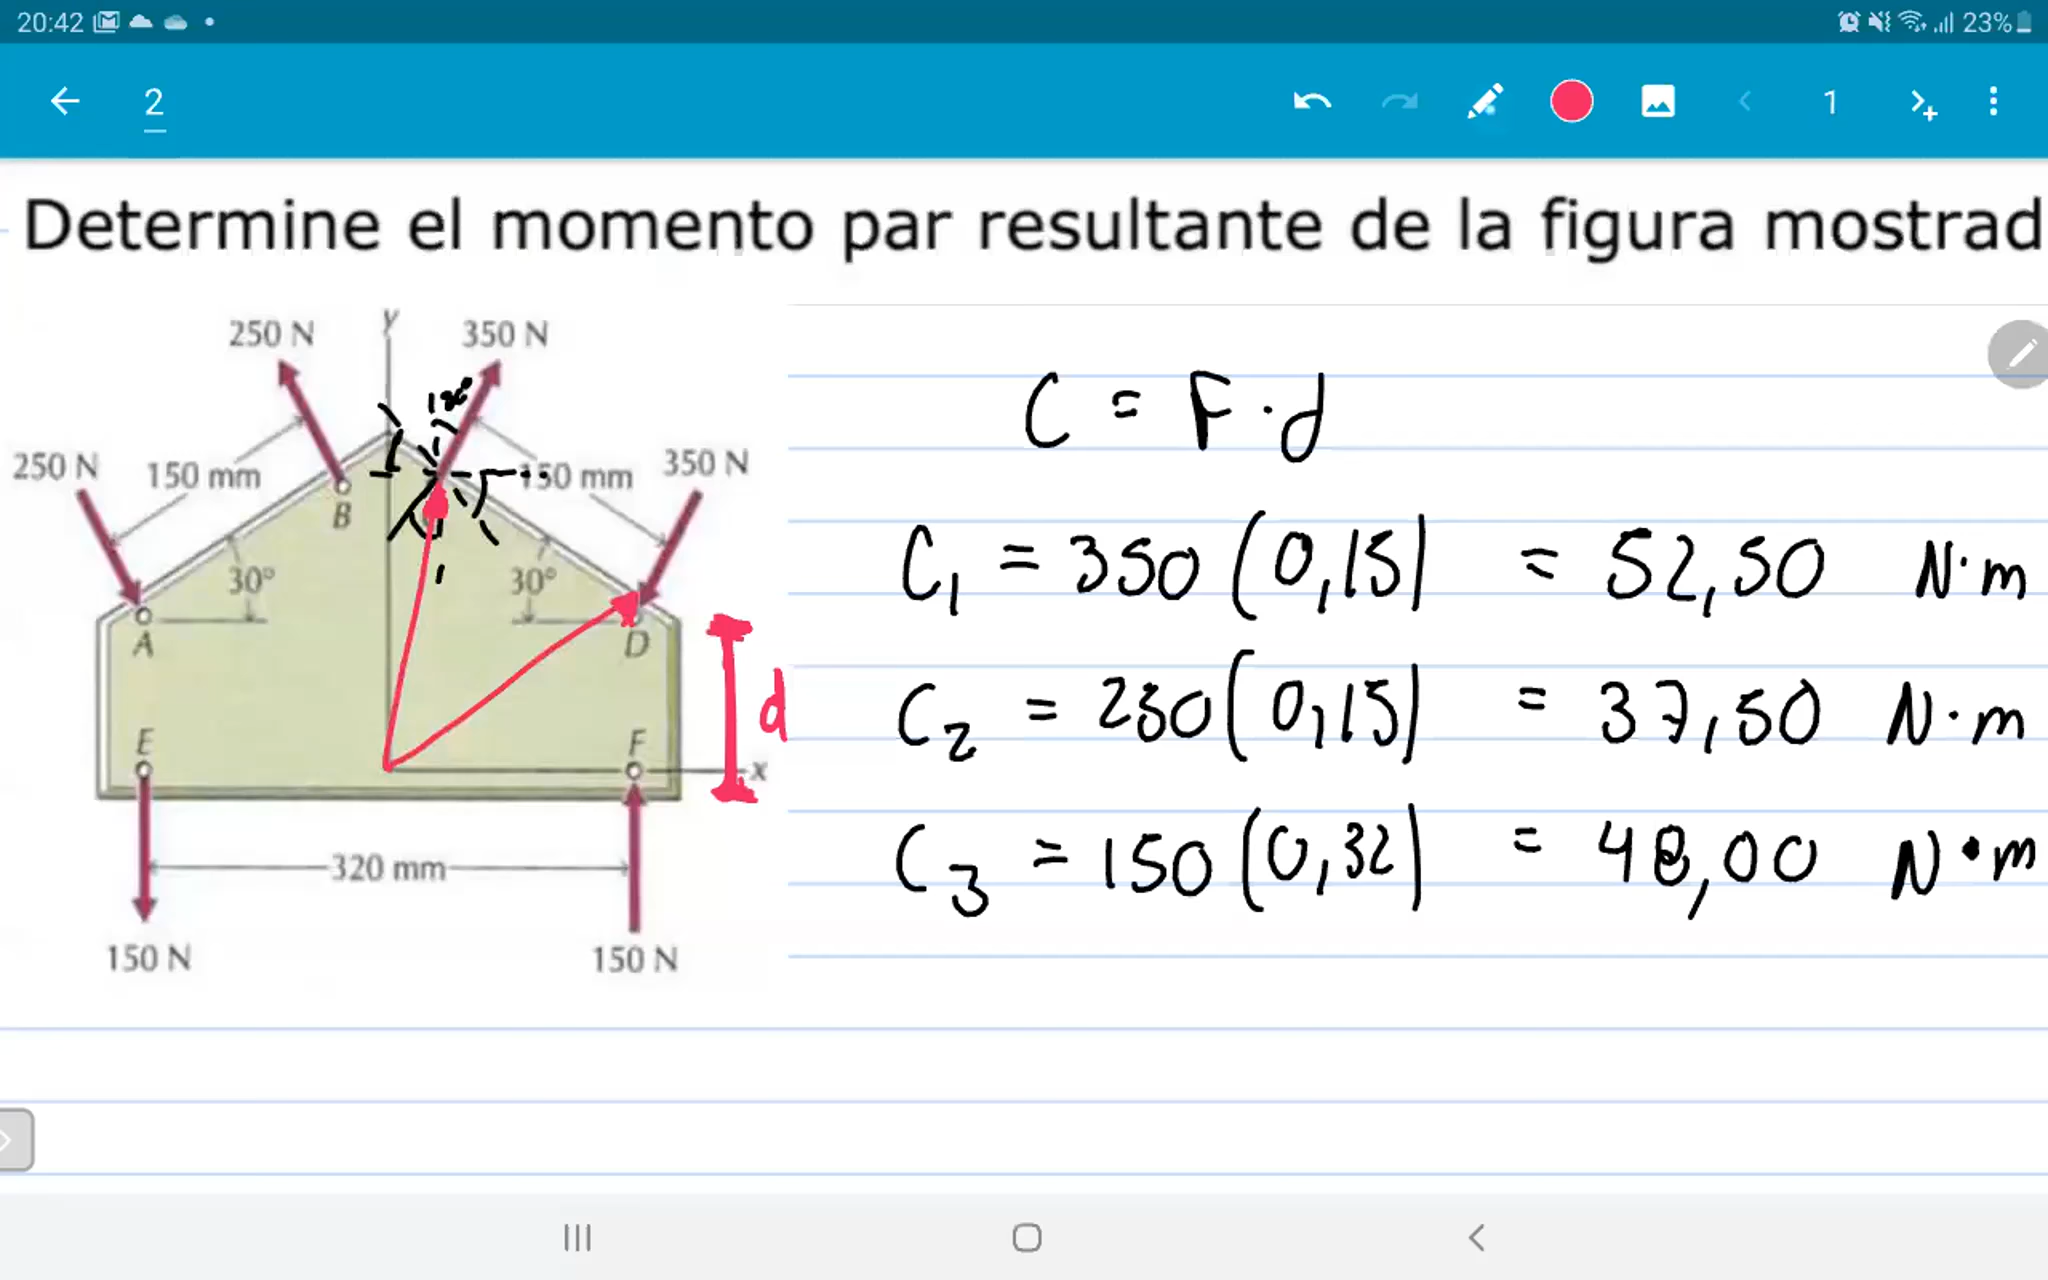 20:42
23%
2
1
Determine el momento par resultante de la figura mostrad
250 N
y
350 N
180°
250 N
150 mm
150 mm
350 N
B
30°
30°
A
D
d
E
F
x
320 mm
150 N
150 N
C = F·d
C1 = 350 (0,15) = 52,50 N·m
C2 = 250 (0,15) = 37,50 N·m
C3 = 150 (0,32) = 48,00 N·m